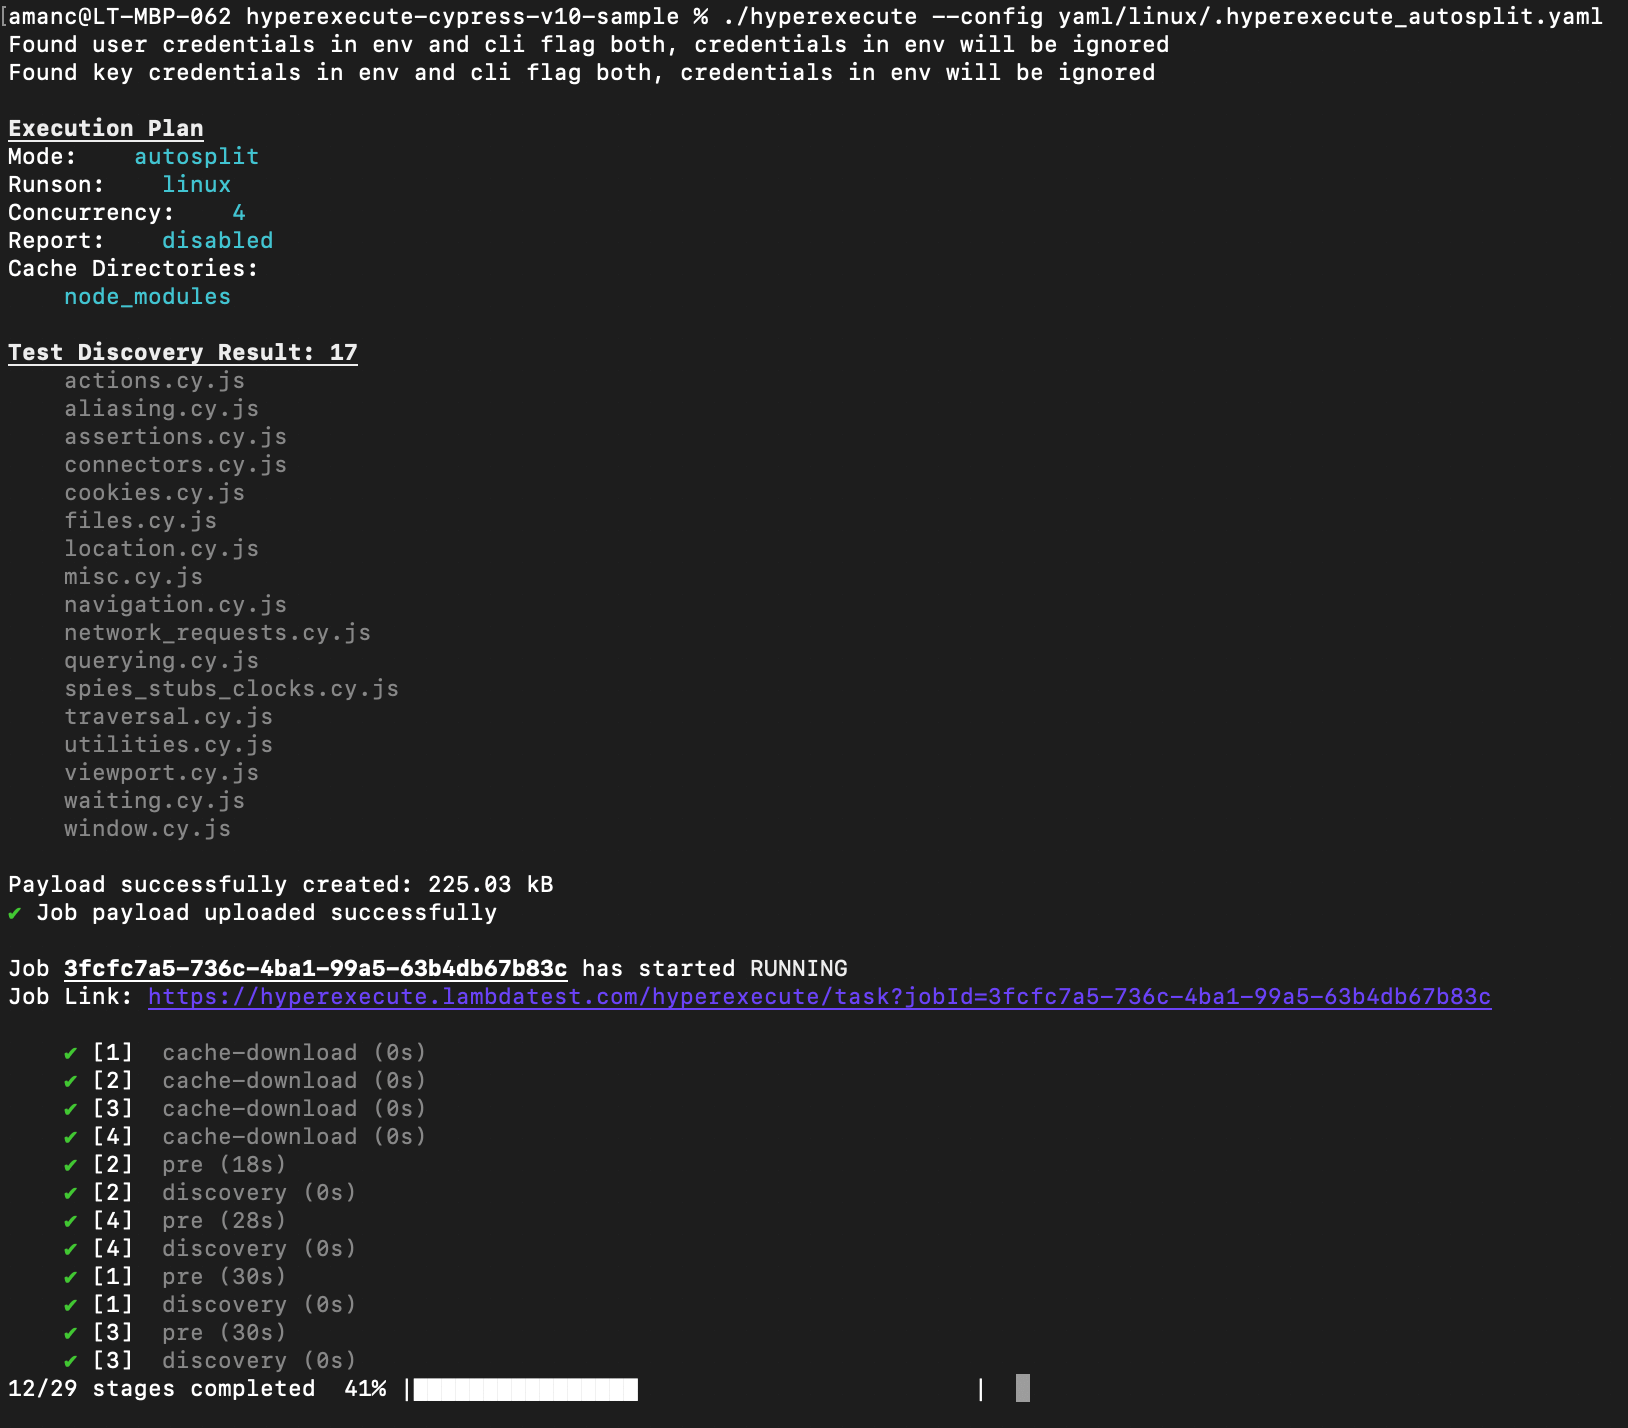 [amanc@LT-MBP-062 hyperexecute-cypress-v10-sample % ./hyperexecute --config yaml/linux/.hyperexecute_autosplit.yaml
Found user credentials in env and cli flag both, credentials in env will be ignored
Found key credentials in env and cli flag both, credentials in env will be ignored
Execution Plan
Mode:    autosplit
Runson:    linux
Concurrency:    4
Report:    disabled
Cache Directories:
node_modules
Test Discovery Result: 17
actions.cy.js
aliasing.cy.js
assertions.cy.js
connectors.cy.js
cookies.cy.js
files.cy.js
location.cy.js
misc.cy.js
navigation.cy.js
network_requests.cy.js
querying.cy.js
spies_stubs_clocks.cy.js
traversal.cy.js
utilities.cy.js
viewport.cy.js
waiting.cy.js
window.cy.js
Payload successfully created: 225.03 kB
✔ Job payload uploaded successfully
Job 3fcfc7a5-736c-4ba1-99a5-63b4db67b83c has started RUNNING
Job Link: https://hyperexecute.lambdatest.com/hyperexecute/task?jobId=3fcfc7a5-736c-4ba1-99a5-63b4db67b83c
✔ [1]  cache-download (0s)
✔ [2]  cache-download (0s)
✔ [3]  cache-download (0s)
✔ [4]  cache-download (0s)
✔ [2]  pre (18s)
✔ [2]  discovery (0s)
✔ [4]  pre (28s)
✔ [4]  discovery (0s)
✔ [1]  pre (30s)
✔ [1]  discovery (0s)
✔ [3]  pre (30s)
✔ [3]  discovery (0s)
12/29 stages completed  41% |████████████████                        |